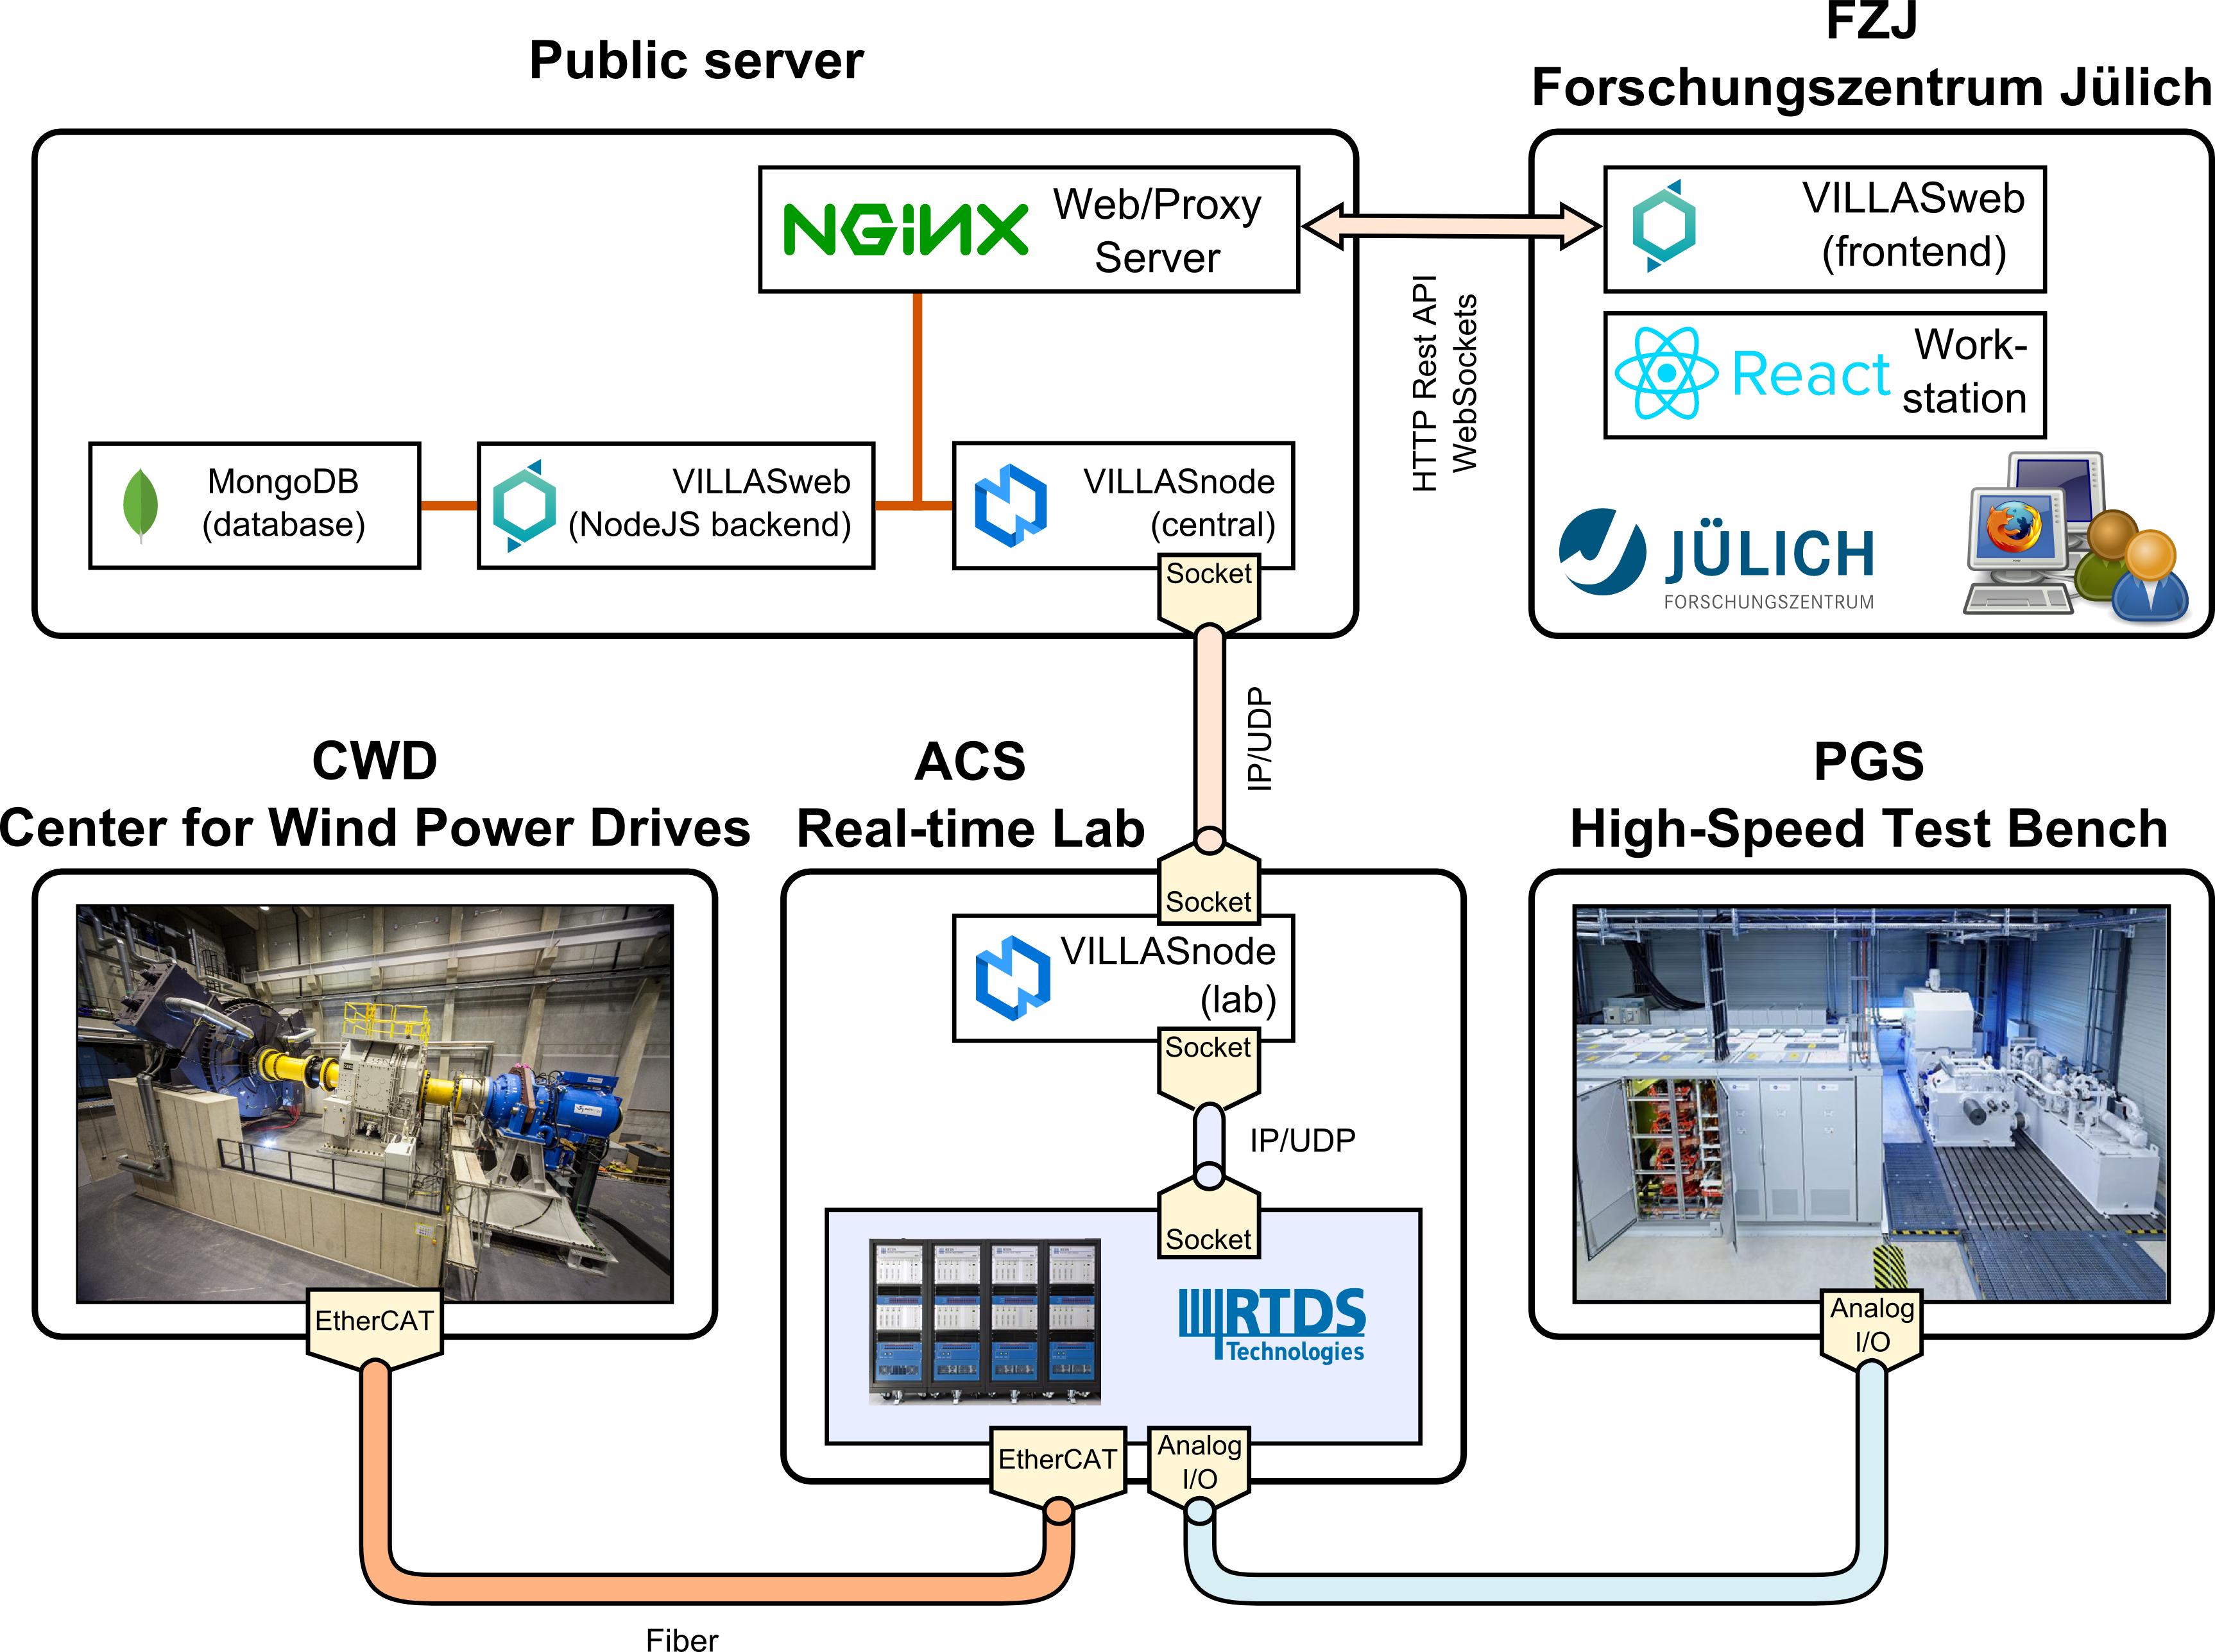 Public server
NGINX
Web/Proxy
Server
MongoDB
(database)
VILLASweb
(NodeJS backend)
VILLASnode
(central)
Socket
HTTP Rest API
WebSockets
FZJ
Forschungszentrum Jülich
VILLASweb
(frontend)
React
Work-
station
JÜLICH
FORSCHUNGSZENTRUM
IP/UDP
CWD
Center for Wind Power Drives
EtherCAT
ACS
Real-time Lab
Socket
VILLASnode
(lab)
Socket
IP/UDP
Socket
RTDS
Technologies
EtherCAT
Analog
I/O
PGS
High-Speed Test Bench
Analog
I/O
Fiber